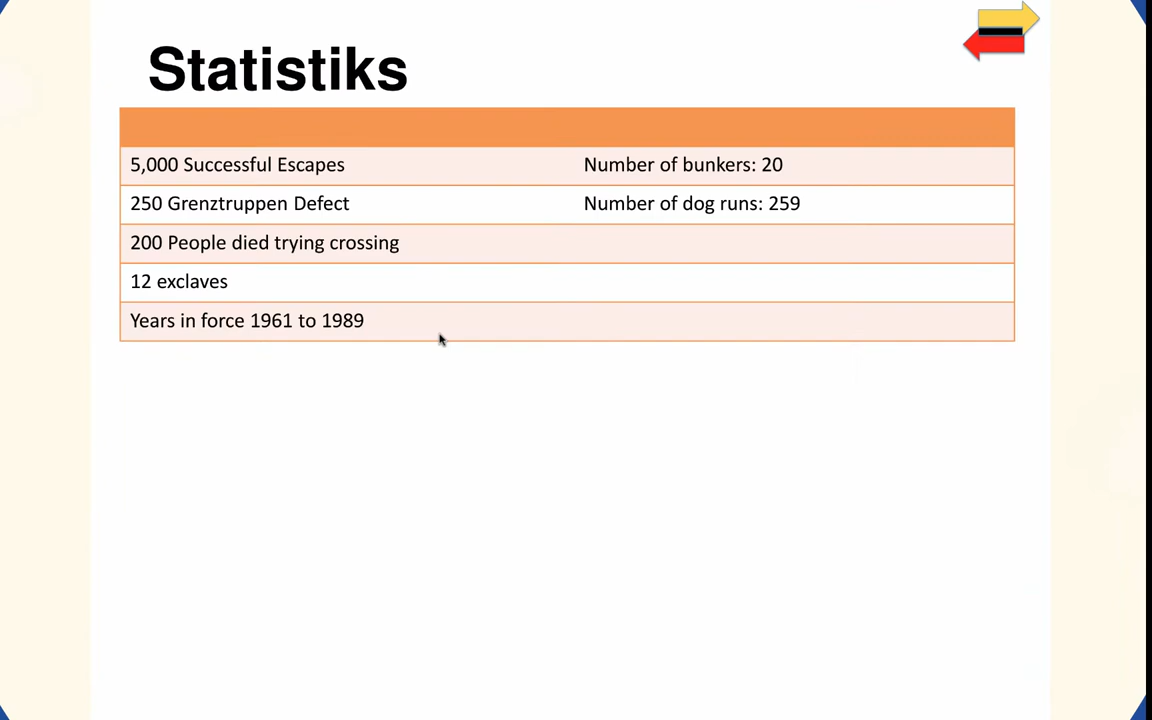 Statistiks
5,000 Successful Escapes
Number of bunkers: 20
250 Grenztruppen Defect
Number of dog runs: 259
200 People died trying crossing
12 exclaves
Years in force 1961 to 1989